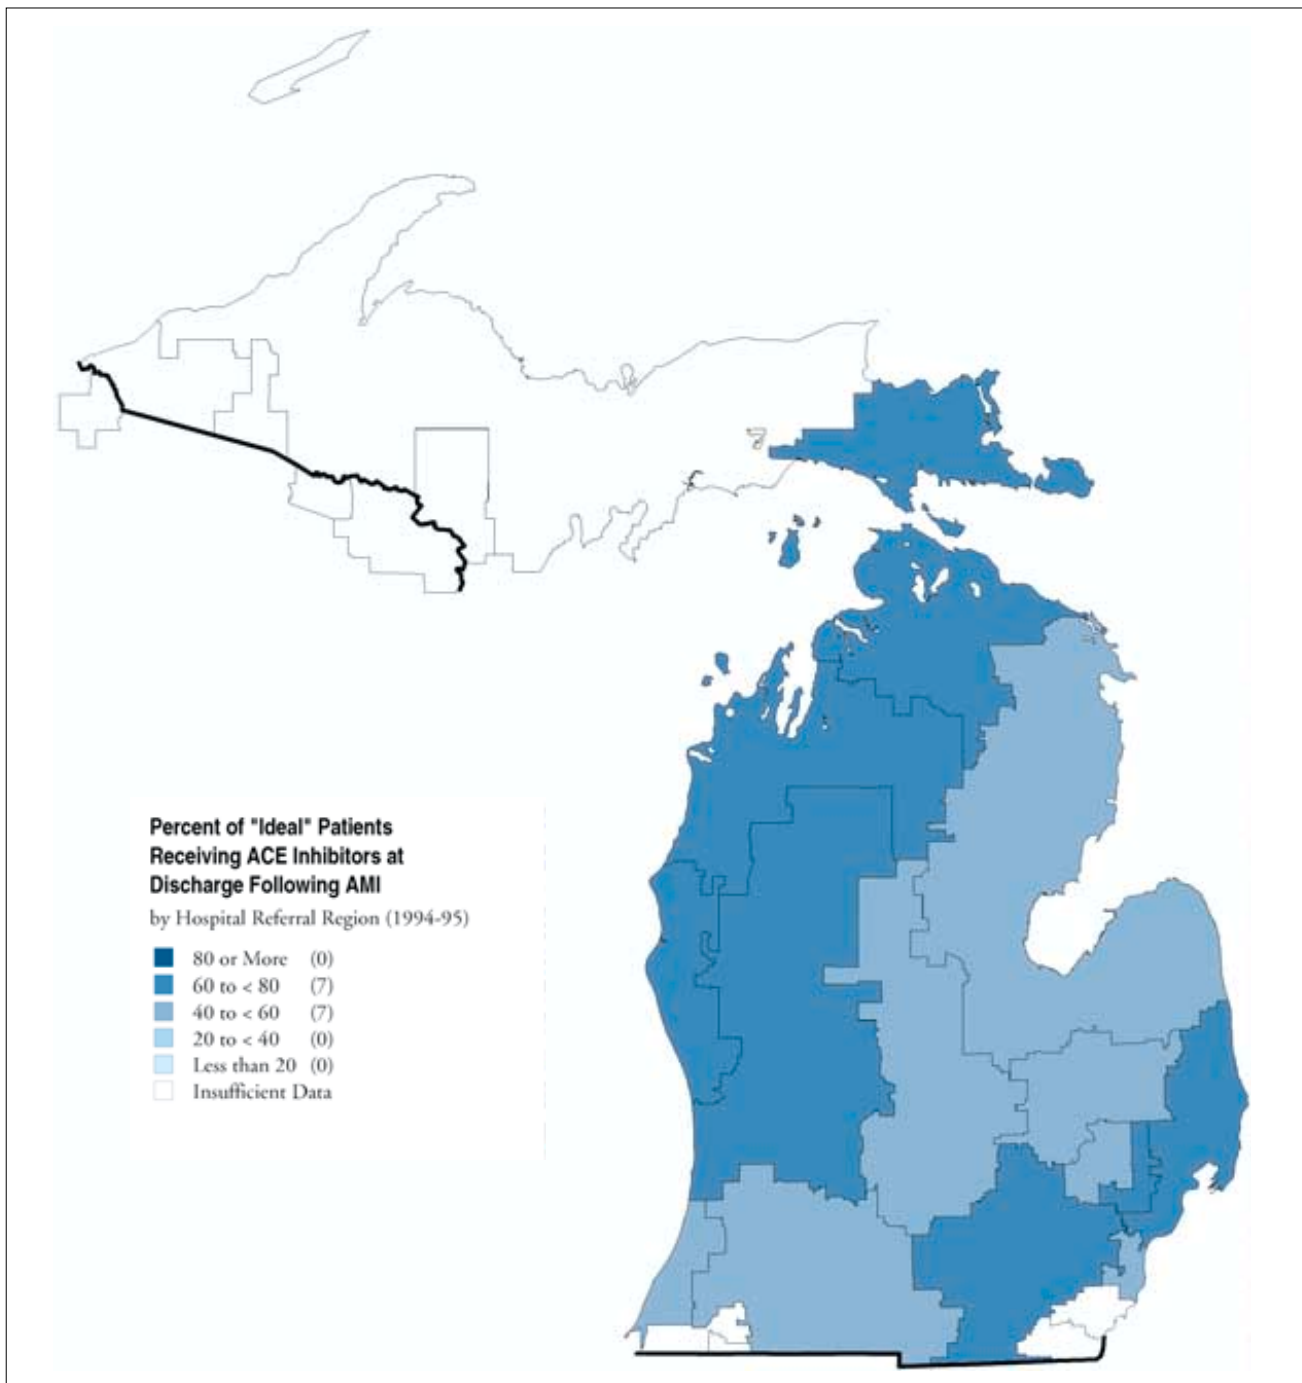 Percent of "Ideal" Patients
Receiving ACE Inhibitors at
Discharge Following AMI
by Hospital Referral Region (1994-95)
80 or More (0)
60 to < 80 (7)
40 to < 60 (7)
20 to < 40 (0)
Less than 20 (0)
Insufficient Data